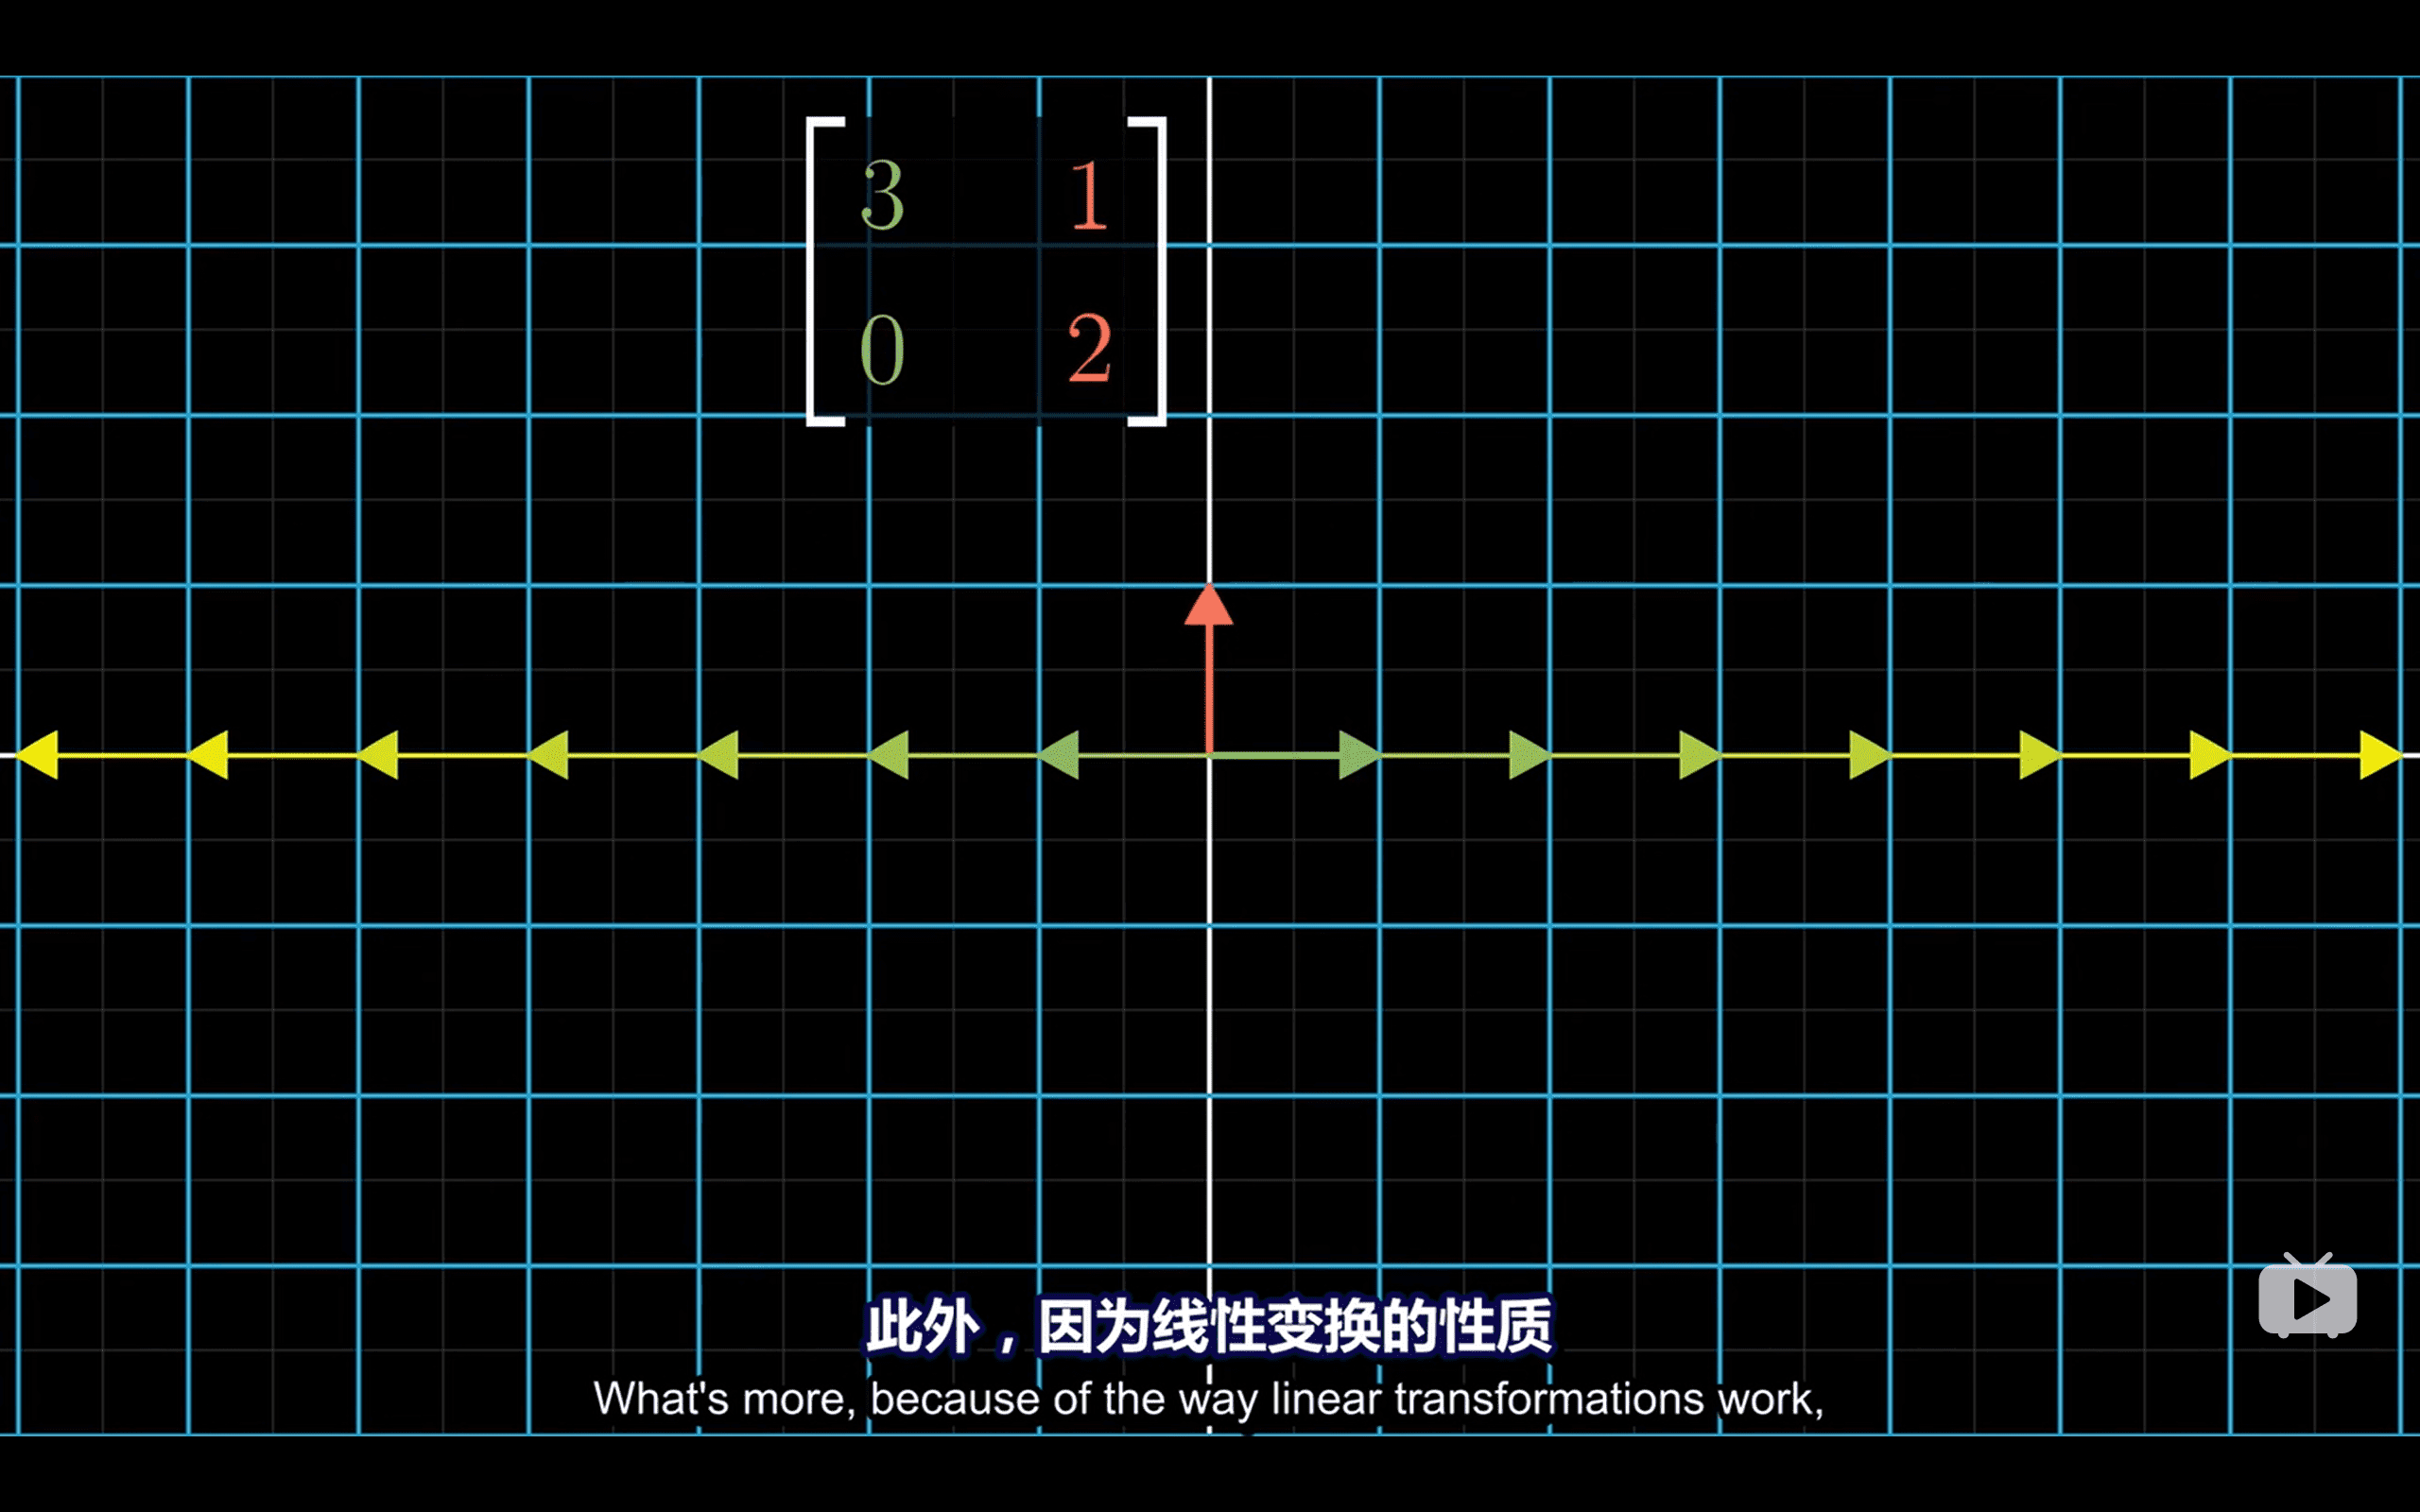 3 1
0 2
此外，因为线性变换的性质
What's more, because of the way linear transformations work,